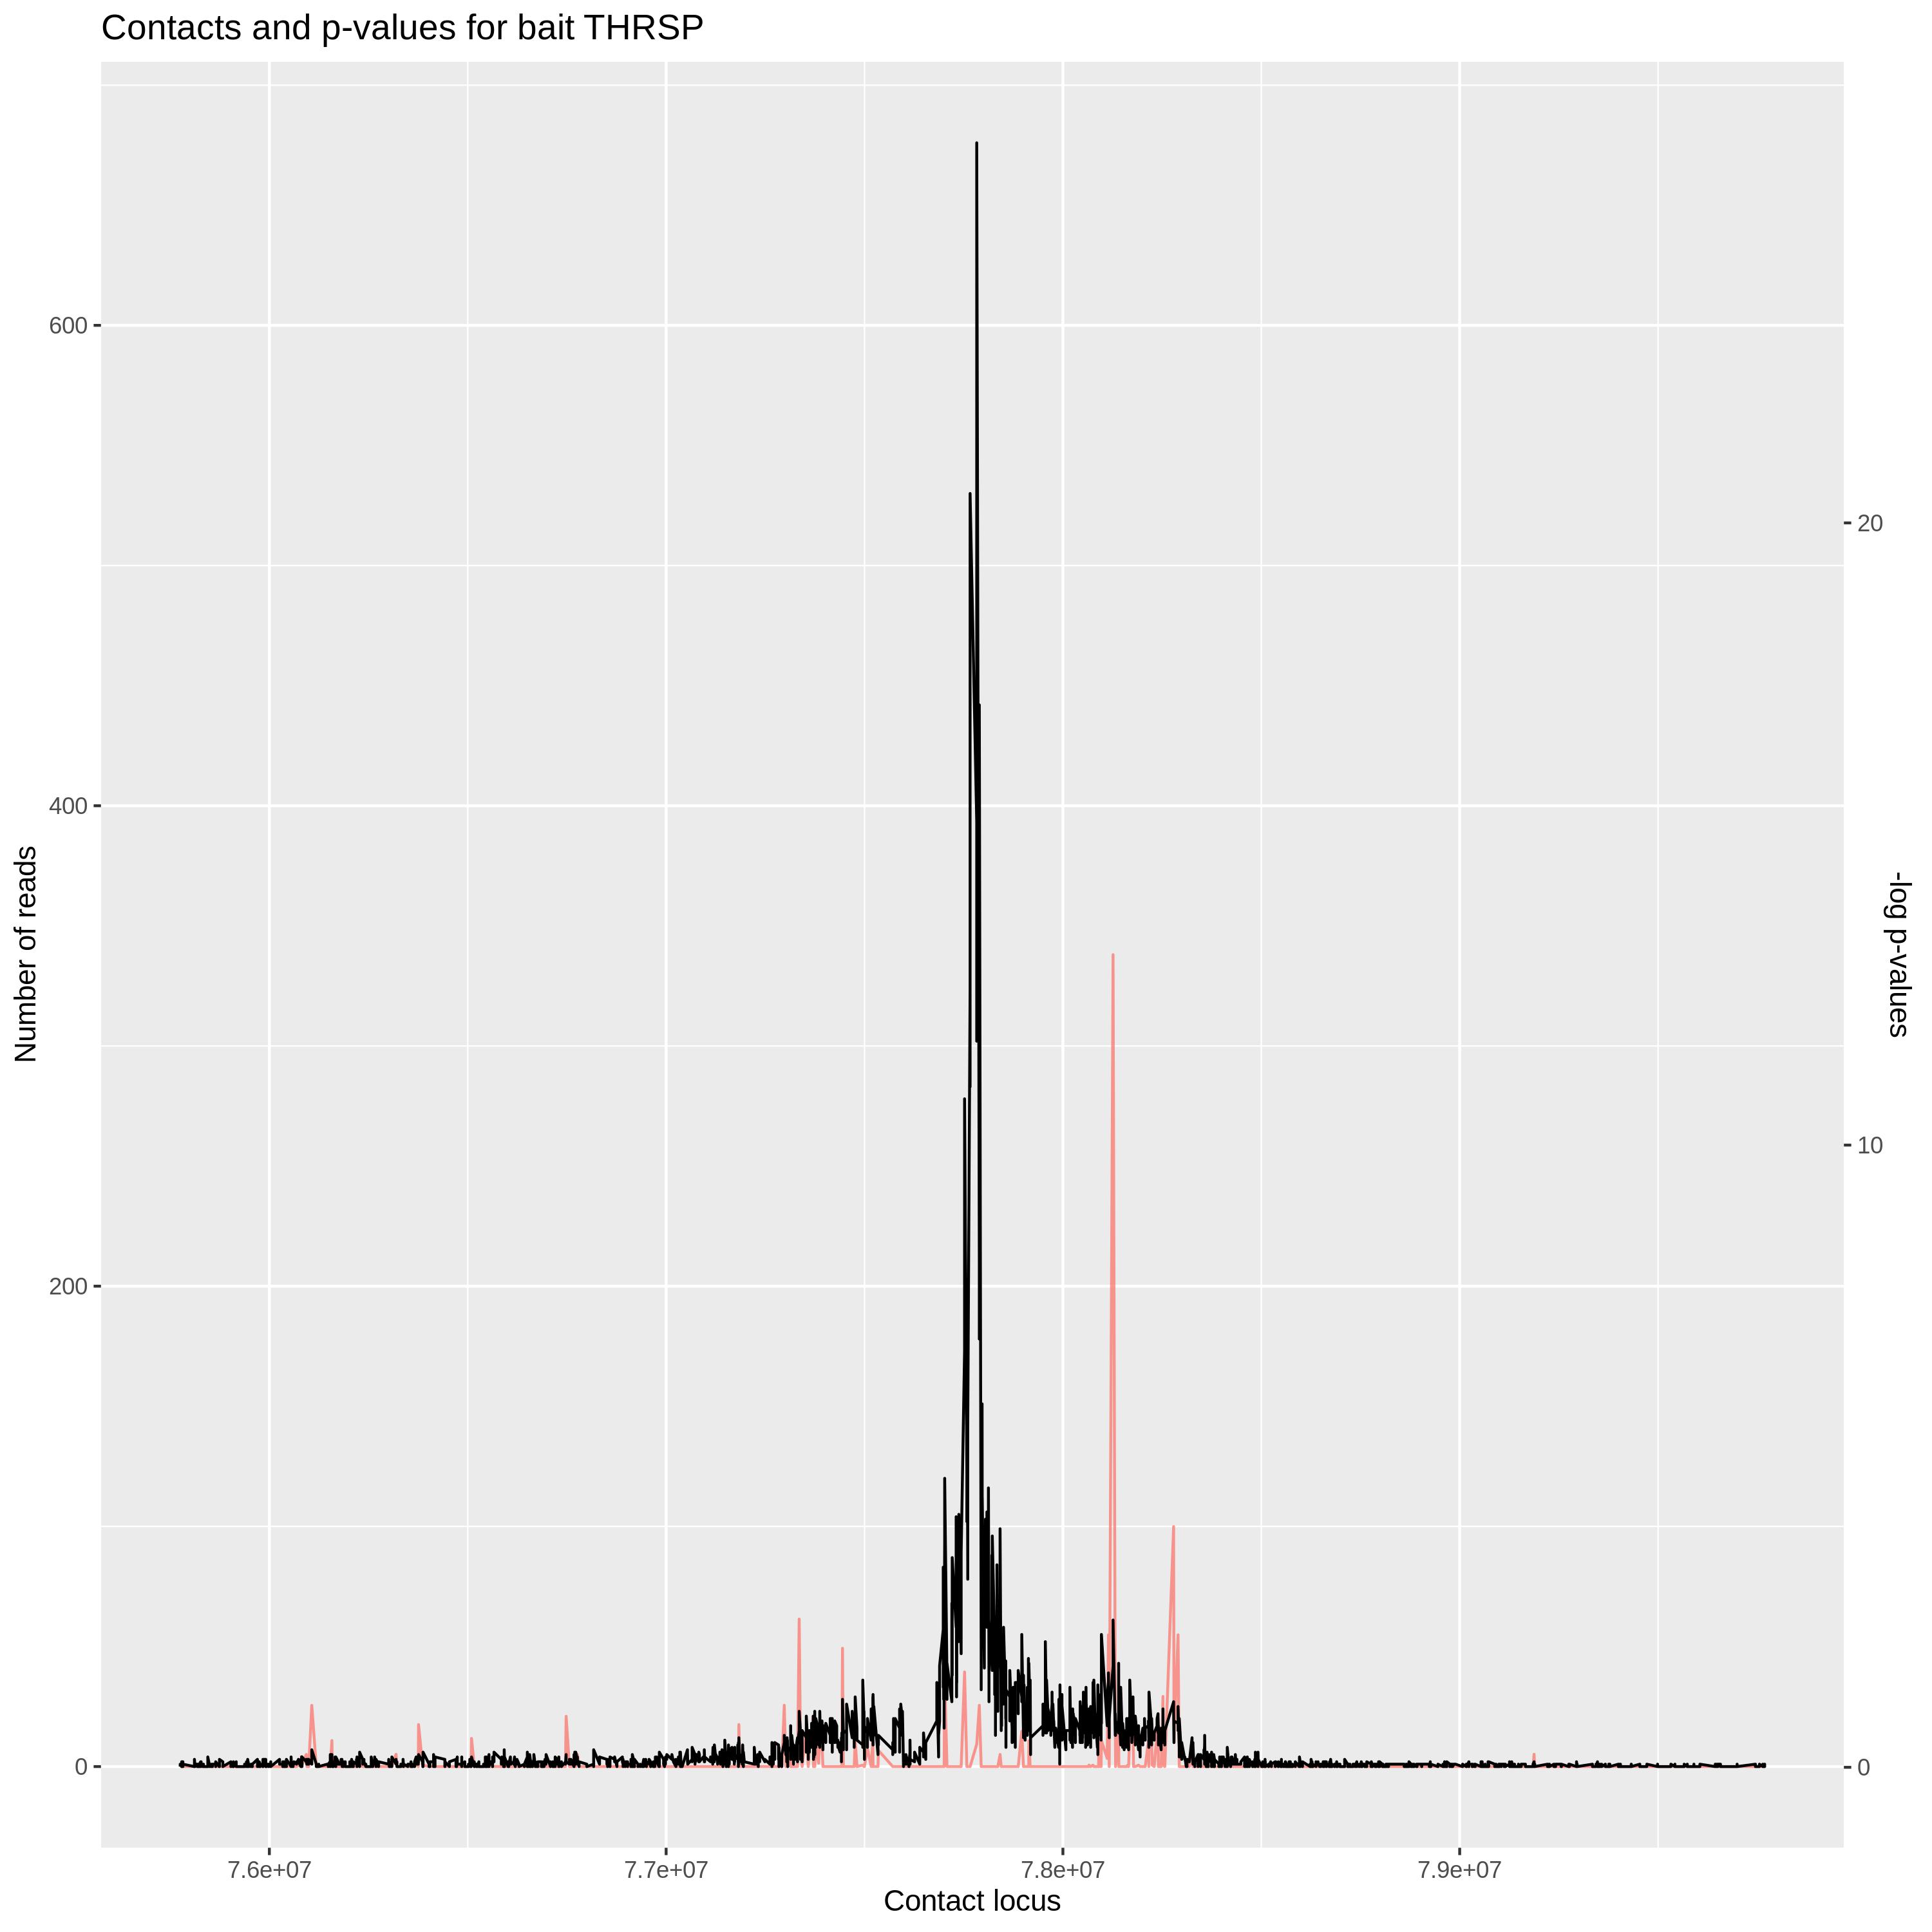 Contacts and p-values for bait THRSP
600
400
200
0
Number of reads
20
10
0
-log p-values
7.6e+07
7.7e+07
7.8e+07
7.9e+07
Contact locus